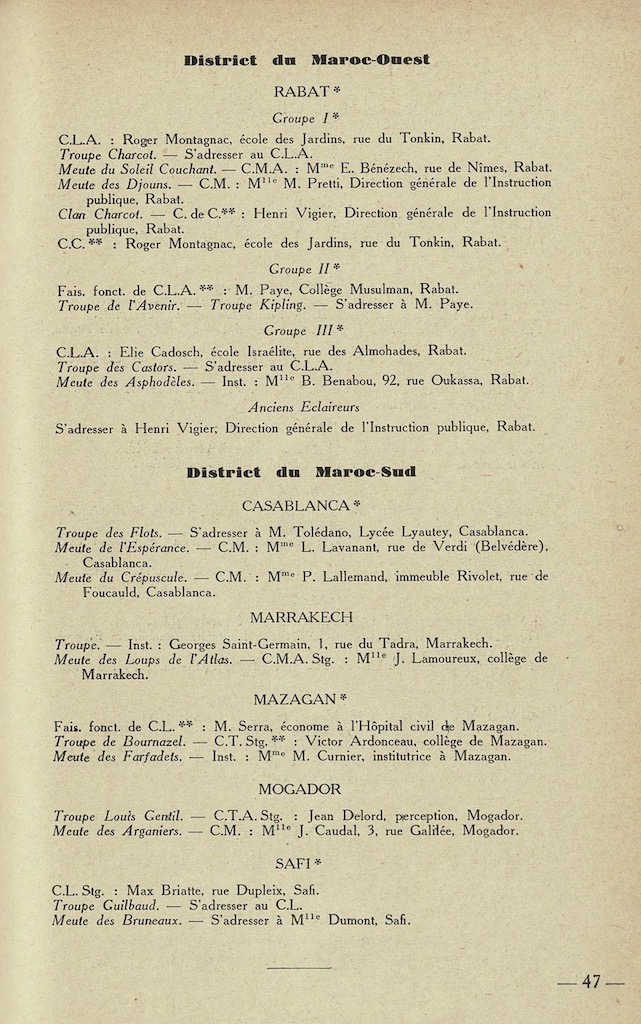 District du Maroc-Ouest
RABAT *
Groupe I *
C.L.A. : Roger Montagnac, école des Jardins, rue du Tonkin, Rabat.
Troupe Charcot. — S'adresser au C.L.A.
Meute du Soleil Couchant. — C.M.A. : Mme E. Bénézech, rue de Nîmes, Rabat.
Meute des Djouns. — C.M. : Mlle M. Pretti, Direction générale de l'Instruction
publique, Rabat.
Clan Charcot. — C. de C.** : Henri Vigier, Direction générale de l'Instruction
publique, Rabat.
C.C. ** : Roger Montagnac, école des Jardins, rue du Tonkin, Rabat.
Groupe II *
Fais. fonct. de C.L.A. ** : M. Paye, Collège Musulman, Rabat.
Troupe de l'Avenir. — Troupe Kipling. — S'adresser à M. Paye.
Groupe III *
C.L.A. : Elie Cadosch, école Israélite, rue des Almohades, Rabat.
Troupe des Castors. — S'adresser au C.L.A.
Meute des Asphodèles. — Inst. : Mlle B. Benabou, 92, rue Oukassa, Rabat.
Anciens Eclaireurs
S'adresser à Henri Vigier, Direction générale de l'Instruction publique, Rabat.
District du Maroc-Sud
CASABLANCA *
Troupe des Flots. — S'adresser à M. Tolédano, Lycée Lyautey, Casablanca.
Meute de l'Espérance. — C.M. : Mme L. Lavanant, rue de Verdi (Belvédère),
Casablanca.
Meute du Crépuscule. — C.M. : Mme P. Lallemand, immeuble Rivolet, rue de
Foucauld, Casablanca.
MARRAKECH
Troupe. — Inst. : Georges Saint-Germain, 1, rue du Tadra, Marrakech.
Meute des Loups de l'Atlas. — C.M.A. Stg. : Mlle J. Lamoureux, collège de
Marrakech.
MAZAGAN *
Fais. fonct. de C.L. ** : M. Serra, économe à l'Hôpital civil de Mazagan.
Troupe de Bournazel. — C.T. Stg. ** : Victor Ardonceau, collège de Mazagan.
Meute des Farfadets. — Inst. : Mme M. Curnier, institutrice à Mazagan.
MOGADOR
Troupe Louis Gentil. — C.T.A. Stg. : Jean Delord, perception, Mogador.
Meute des Arganiers. — C.M. : Mlle J. Caudal, 3, rue Galilée, Mogador.
SAFI *
C.L. Stg. : Max Briatte, rue Dupleix, Safi.
Troupe Guilbaud. — S'adresser au C.L.
Meute des Bruneaux. — S'adresser à Mlle Dumont, Safi.
— 47 —